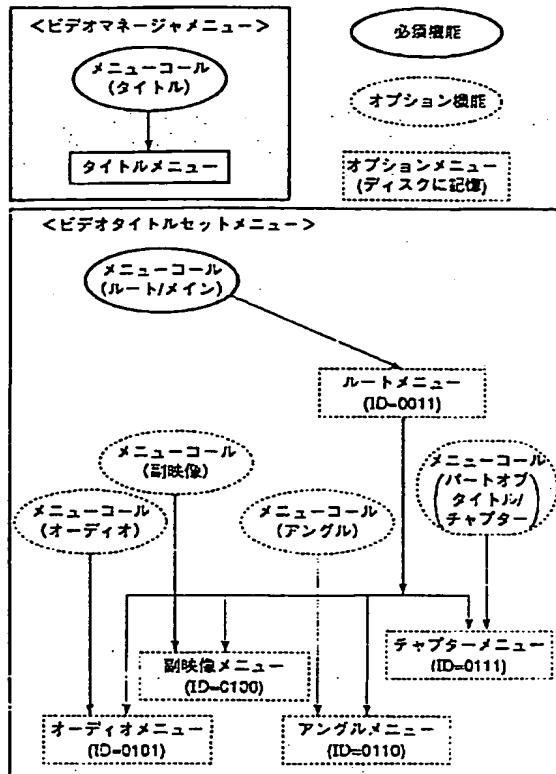 <ビデオマネージャメニュー>
メニューコール
(タイトル)
タイトルメニュー
必須機能
オプション機能
オプションメニュー
(ディスクに記憶)
<ビデオタイトルセットメニュー>
メニューコール
(ルート/メイン)
ルートメニュー
(ID=0011)
メニューコール
(副映像)
メニューコール
(オーディオ)
メニューコール
(アングル)
メニューコール
(パートオブ
タイトル/
チャプター)
副映像メニュー
(ID=0100)
チャプターメニュー
(ID=0111)
オーディオメニュー
(ID=0101)
アングルメニュー
(ID=0110)